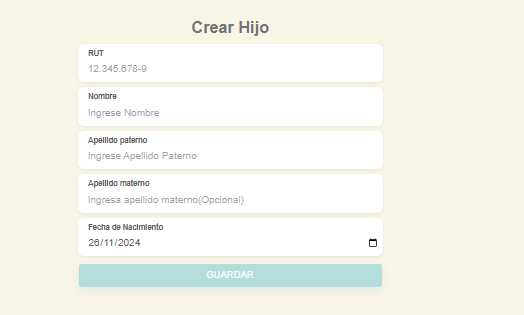 Crear Hijo
RUT
12.345.678-9
Nombre
Ingrese Nombre
Apellido paterno
Ingrese Apellido Paterno
Apellido materno
Ingresa apellido materno(Opcional)
Fecha de Nacimiento
26/11/2024
GUARDAR